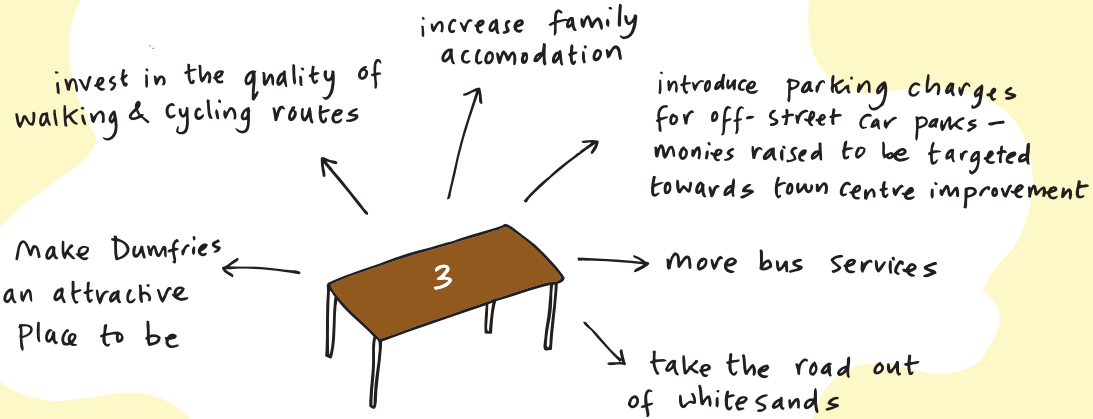 increase family
accomodation
invest in the quality of
walking & cycling routes
introduce parking charges
for off-street car parks –
monies raised to be targeted
towards town centre improvement
make Dumfries
an attractive
Place to be
3
more bus services
take the road out
of whitesands